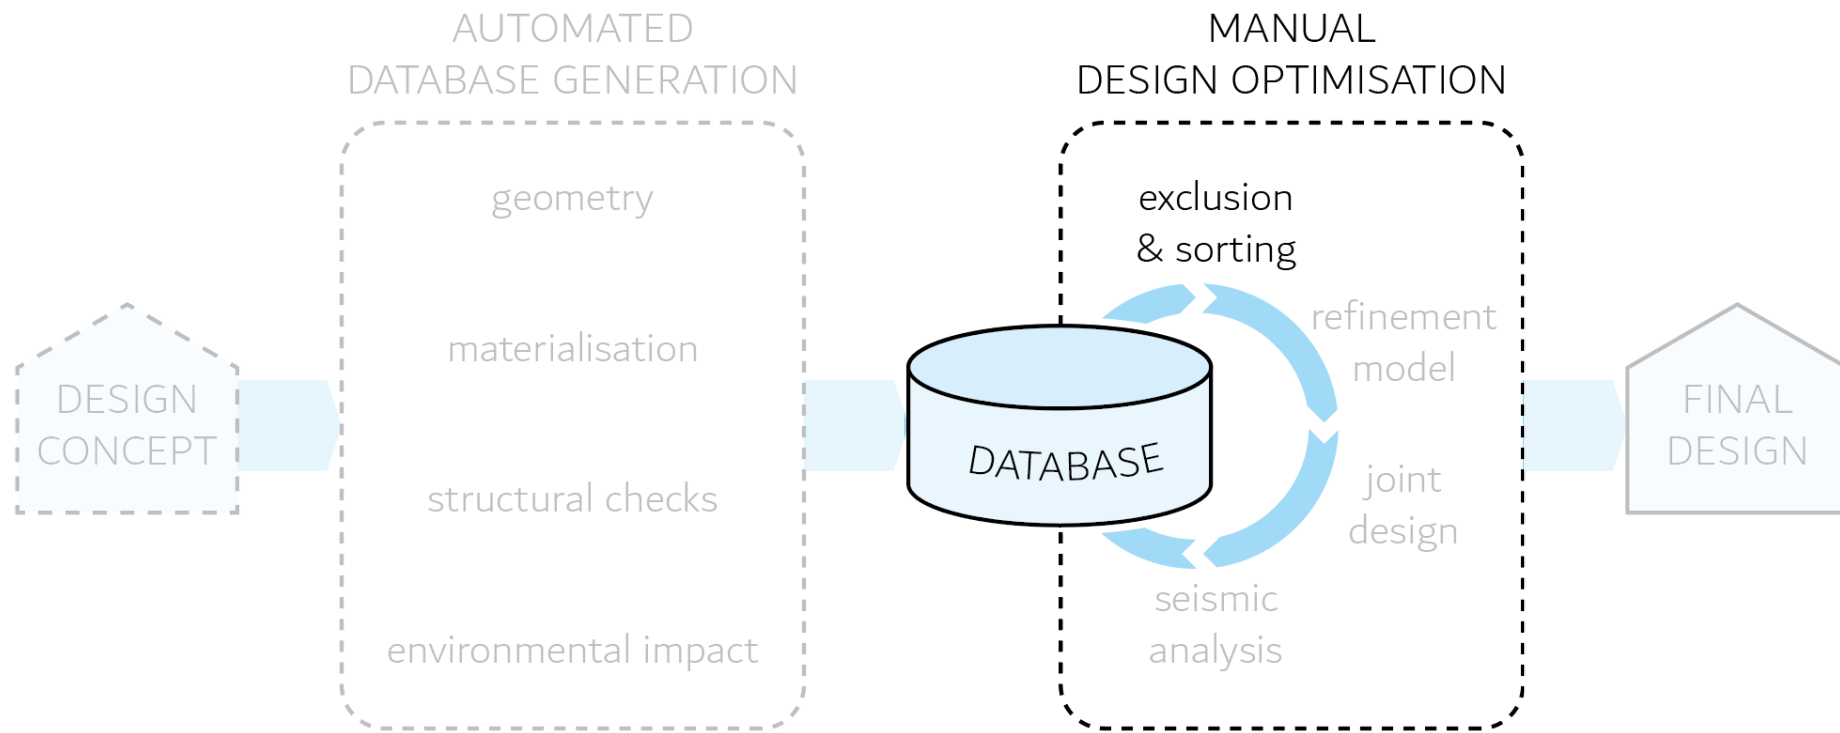 AUTOMATED
DATABASE GENERATION
geometry
materialisation
structural checks
environmental impact
DESIGN
CONCEPT
DATABASE
MANUAL
DESIGN OPTIMISATION
exclusion
& sorting
refinement
model
joint
design
seismic
analysis
FINAL
DESIGN